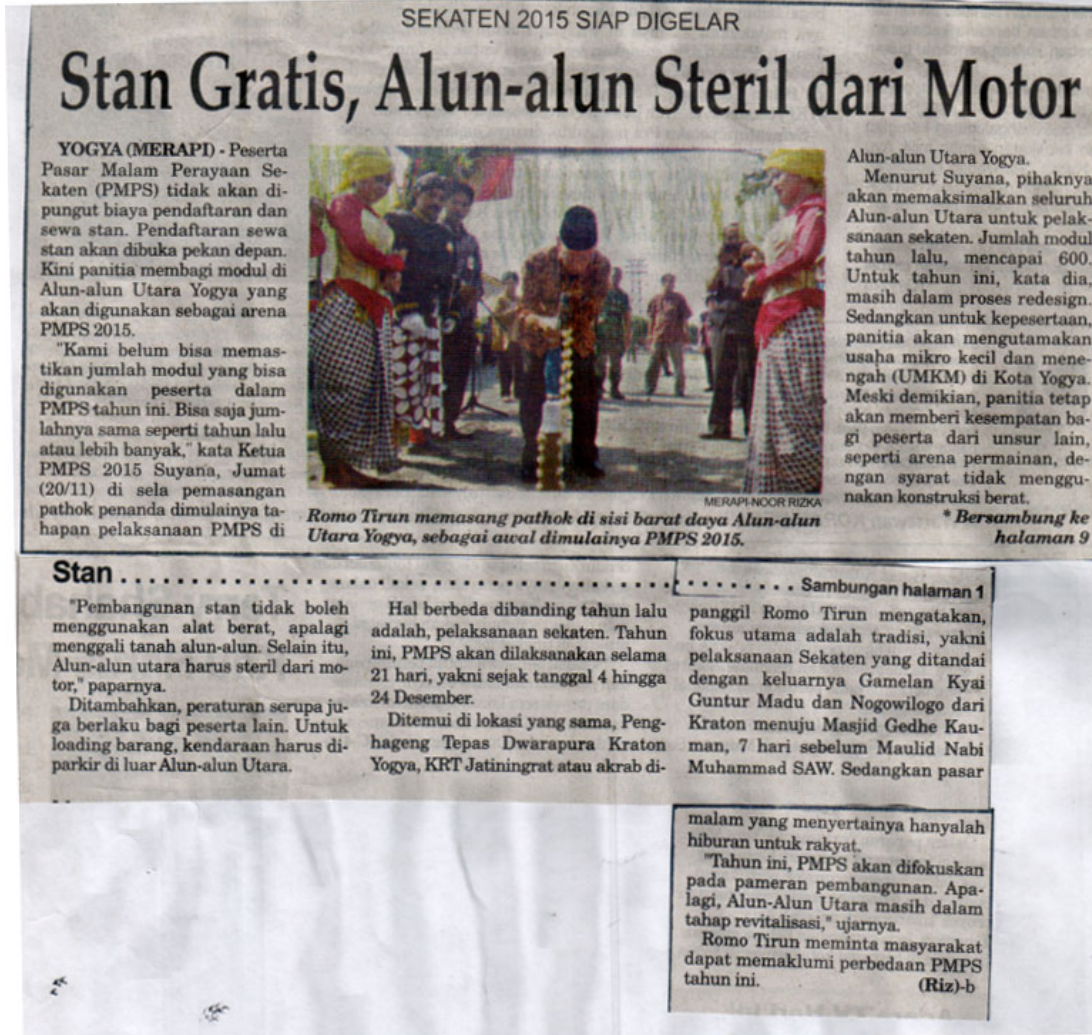 SEKATEN 2015 SIAP DIGELAR
Stan Gratis, Alun-alun Steril dari Motor
YOGYA (MERAPI) - Peserta
Pasar Malam Perayaan Se-
katen (PMPS) tidak akan di-
pungut biaya pendaftaran dan
sewa stan. Pendaftaran sewa
stan akan dibuka pekan depan.
Kini panitia membagi modul di
Alun-alun Utara Yogya yang
akan digunakan sebagai arena
PMPS 2015.
"Kami belum bisa memas-
tikan jumlah modul yang bisa
digunakan peserta dalam
PMPS tahun ini. Bisa saja jum-
lahnya sama seperti tahun lalu
atau lebih banyak," kata Ketua
PMPS 2015 Suyana, Jumat
(20/11) di sela pemasangan
pathok penanda dimulainya ta-
hapan pelaksanaan PMPS di
MERAPI-NOOR RIZKA
Romo Tirun memasang pathok di sisi barat daya Alun-alun
Utara Yogya, sebagai awal dimulainya PMPS 2015.
Alun-alun Utara Yogya.
Menurut Suyana, pihaknya
akan memaksimalkan seluruh
Alun-alun Utara untuk pelak-
sanaan sekaten. Jumlah modul
tahun lalu, mencapai 600.
Untuk tahun ini, kata dia,
masih dalam proses redesign.
Sedangkan untuk kepesertaan,
panitia akan mengutamakan
usaha mikro kecil dan mene-
ngah (UMKM) di Kota Yogya.
Meski demikian, panitia tetap
akan memberi kesempatan ba-
gi peserta dari unsur lain,
seperti arena permainan, de-
ngan syarat tidak menggu-
nakan konstruksi berat.
* Bersambung ke
halaman 9
Stan ........................................ Sambungan halaman 1
"Pembangunan stan tidak boleh
menggunakan alat berat, apalagi
menggali tanah alun-alun. Selain itu,
Alun-alun utara harus steril dari mo-
tor," paparnya.
Ditambahkan, peraturan serupa ju-
ga berlaku bagi peserta lain. Untuk
loading barang, kendaraan harus di-
parkir di luar Alun-alun Utara.
Hal berbeda dibanding tahun lalu
adalah, pelaksanaan sekaten. Tahun
ini, PMPS akan dilaksanakan selama
21 hari, yakni sejak tanggal 4 hingga
24 Desember.
Ditemui di lokasi yang sama, Peng-
hageng Tepas Dwarapura Kraton
Yogya, KRT Jatiningrat atau akrab di-
panggil Romo Tirun mengatakan,
fokus utama adalah tradisi, yakni
pelaksanaan Sekaten yang ditandai
dengan keluarnya Gamelan Kyai
Guntur Madu dan Nogowilogo dari
Kraton menuju Masjid Gedhe Kau-
man, 7 hari sebelum Maulid Nabi
Muhammad SAW. Sedangkan pasar
malam yang menyertainya hanyalah
hiburan untuk rakyat.
"Tahun ini, PMPS akan difokuskan
pada pameran pembangunan. Apa-
lagi, Alun-Alun Utara masih dalam
tahap revitalisasi," ujarnya.
Romo Tirun meminta masyarakat
dapat memaklumi perbedaan PMPS
tahun ini. (Riz)-b